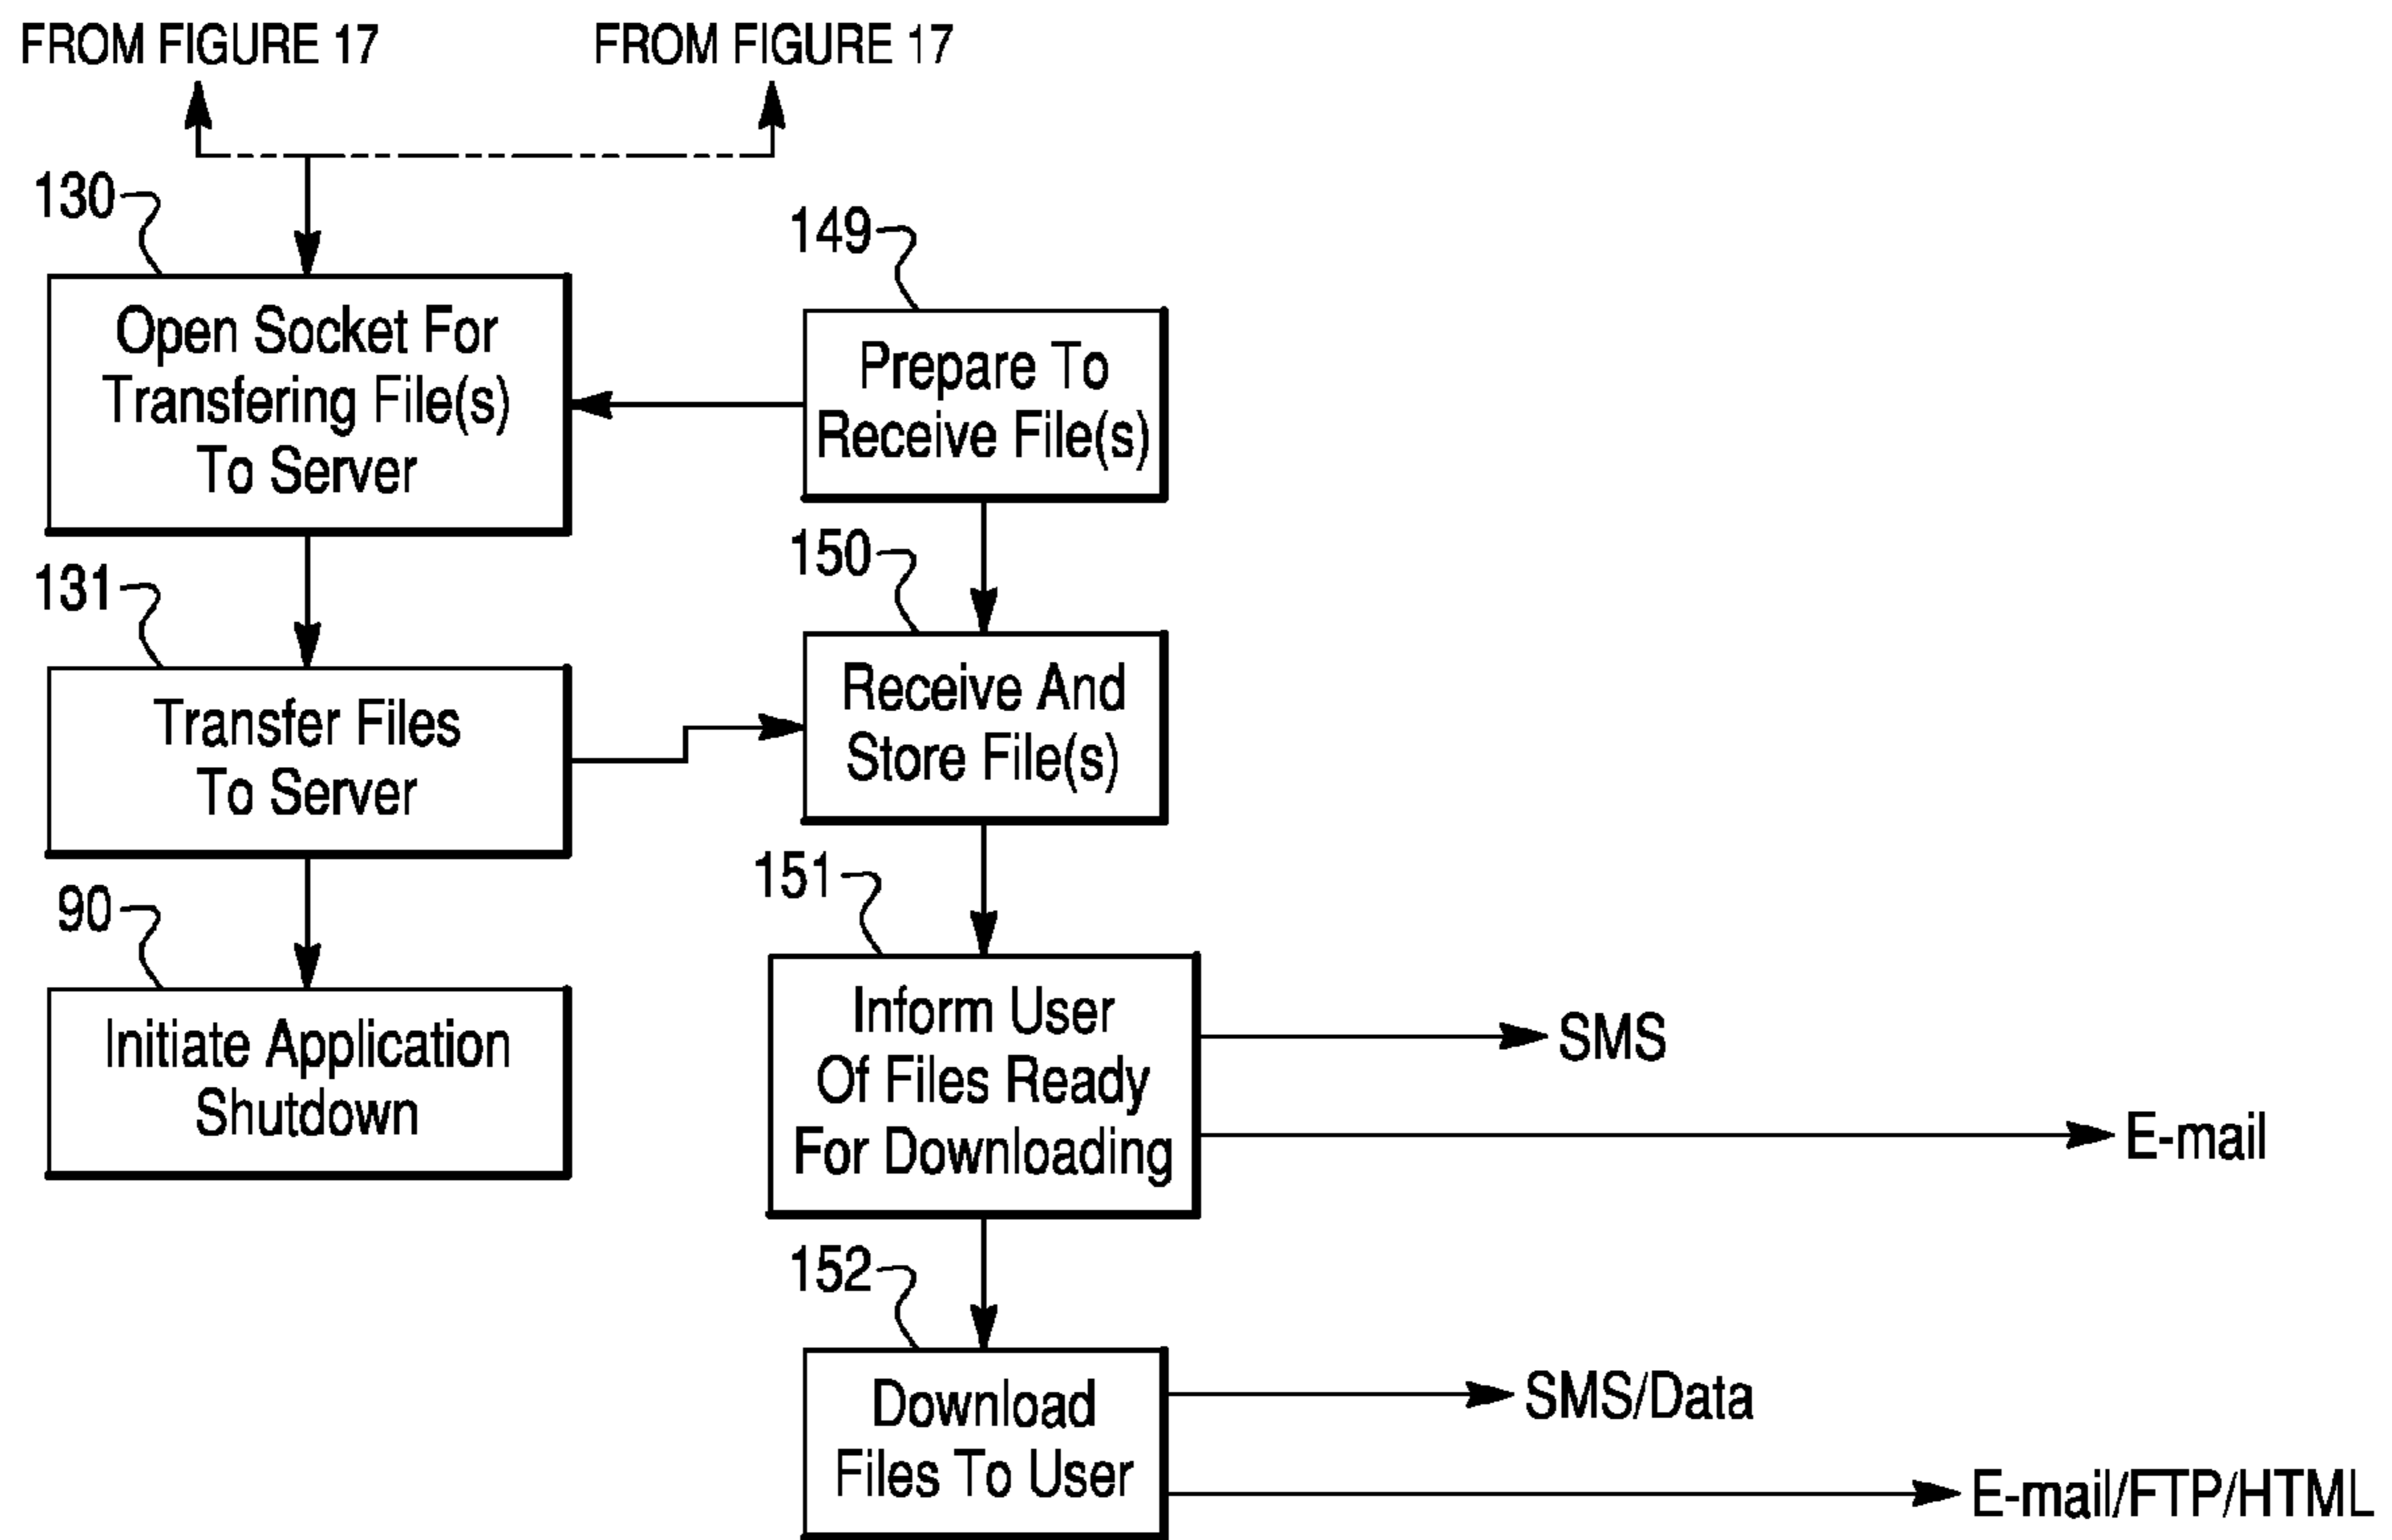 FROM FIGURE 17
FROM FIGURE 17
130
Open Socket For
Transfering File(s)
To Server
149
Prepare To
Receive File(s)
131
Transfer Files
To Server
150
Receive And
Store File(s)
90
Initiate Application
Shutdown
151
Inform User
Of Files Ready
For Downloading
SMS
E-mail
152
Download
Files To User
SMS/Data
E-mail/FTP/HTML